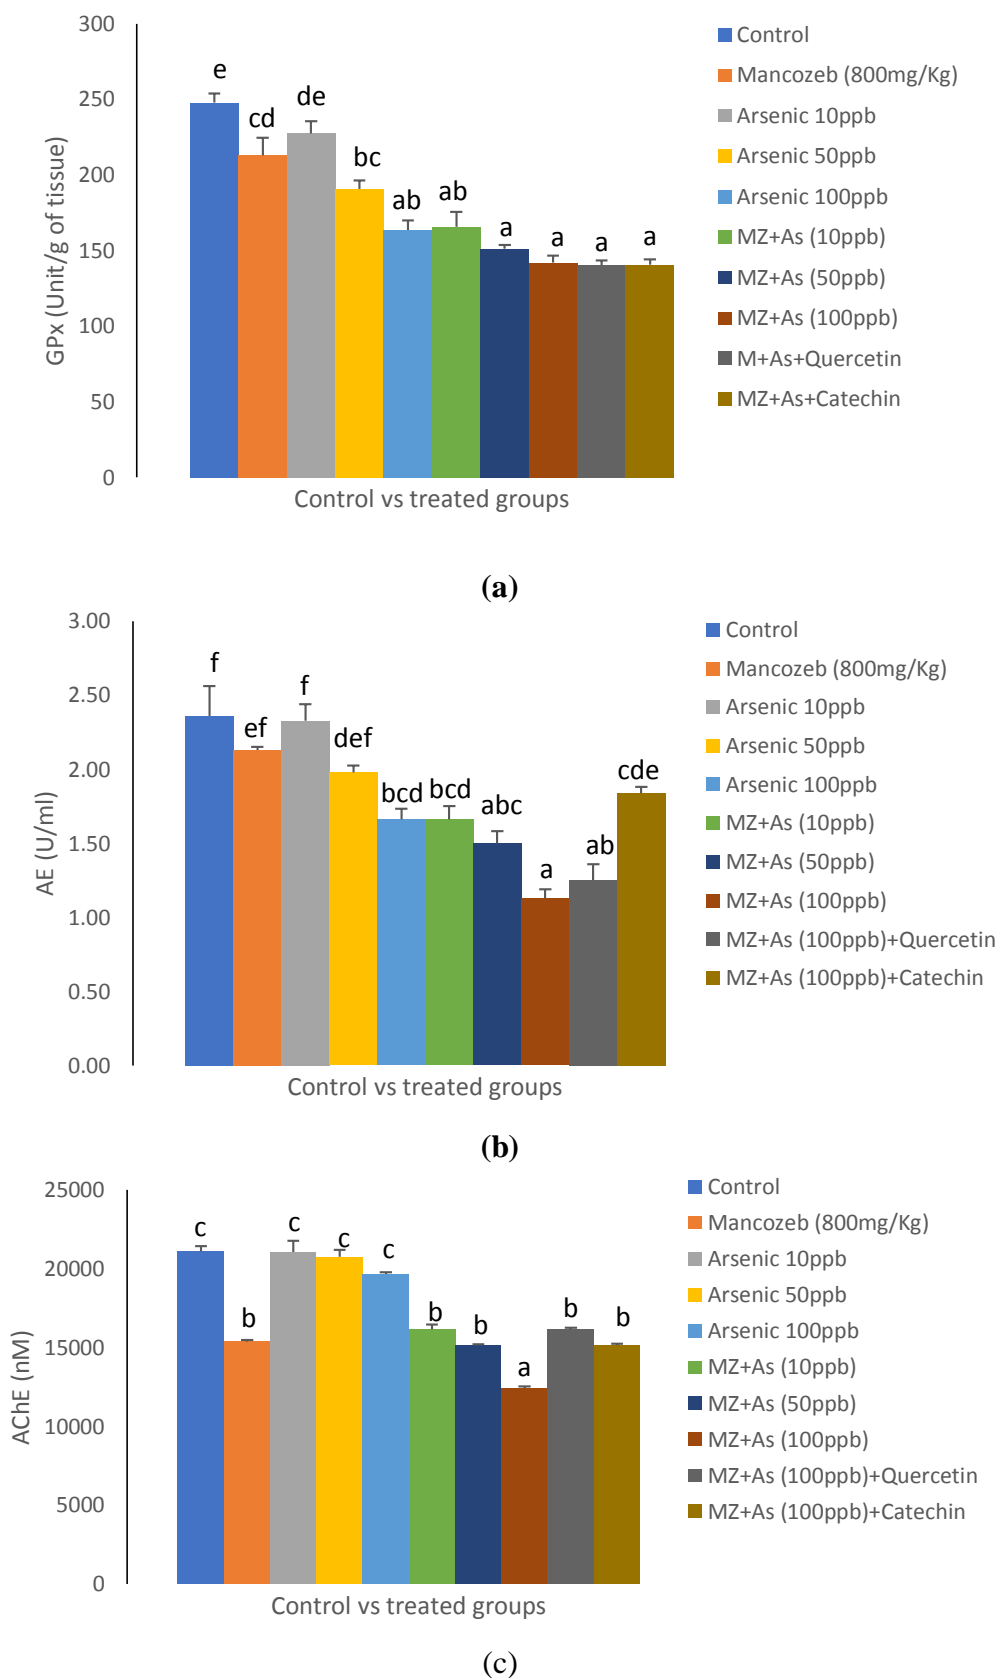 300
250
200
150
100
50
0
GPx (Unit/g of tissue)
e
cd
de
bc
ab
ab
a
a
a
a
Control vs treated groups
Control
Mancozeb (800mg/Kg)
Arsenic 10ppb
Arsenic 50ppb
Arsenic 100ppb
MZ+As (10ppb)
MZ+As (50ppb)
MZ+As (100ppb)
M+As+Quercetin
MZ+As+Catechin
(a)
3.00
2.50
2.00
1.50
1.00
0.50
0.00
AE (U/ml)
f
ef
f
def
bcd
bcd
abc
a
ab
cde
Control vs treated groups
Control
Mancozeb (800mg/Kg)
Arsenic 10ppb
Arsenic 50ppb
Arsenic 100ppb
MZ+As (10ppb)
MZ+As (50ppb)
MZ+As (100ppb)
MZ+As (100ppb)+Quercetin
MZ+As (100ppb)+Catechin
(b)
25000
20000
15000
10000
5000
0
AChE (nM)
c
b
c
c
c
b
b
a
b
b
Control vs treated groups
Control
Mancozeb (800mg/Kg)
Arsenic 10ppb
Arsenic 50ppb
Arsenic 100ppb
MZ+As (10ppb)
MZ+As (50ppb)
MZ+As (100ppb)
MZ+As (100ppb)+Quercetin
MZ+As (100ppb)+Catechin
(c)